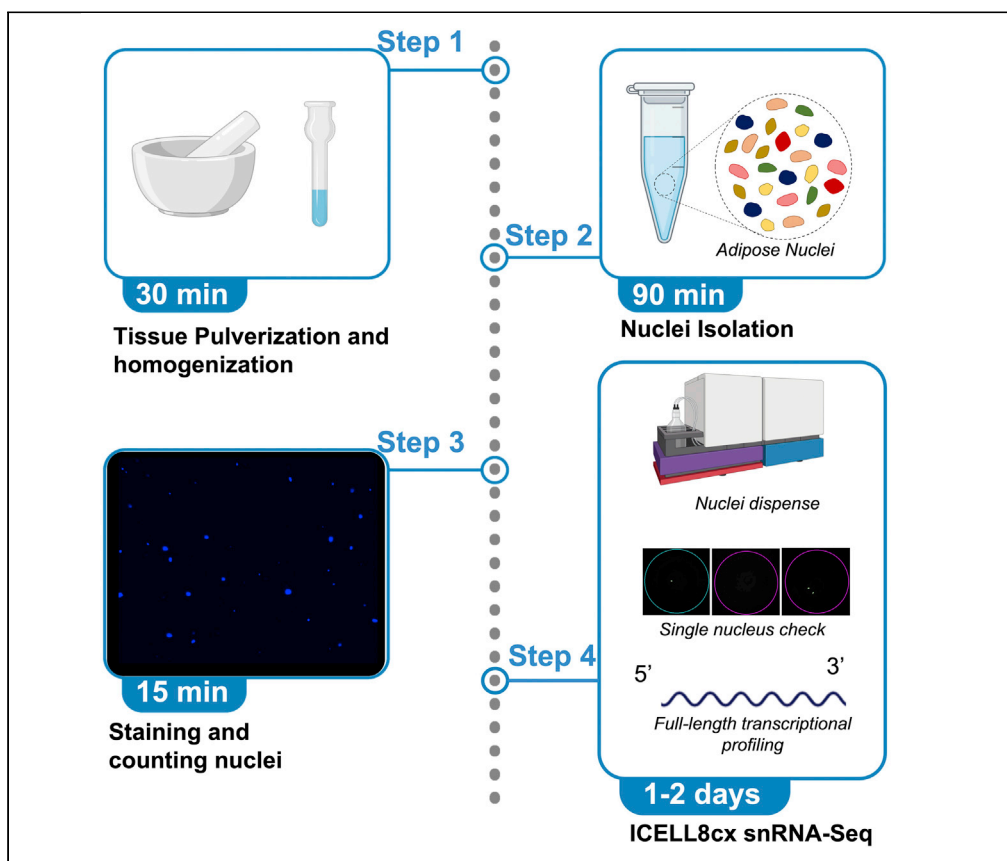 Step 1
30 min
Tissue Pulverization and
homogenization
Step 2
Adipose Nuclei
90 min
Nuclei Isolation
Step 3
15 min
Staining and
counting nuclei
Step 4
Nuclei dispense
Single nucleus check
5’ 3’
Full-length transcriptional
profiling
1-2 days
ICELL8cx snRNA-Seq